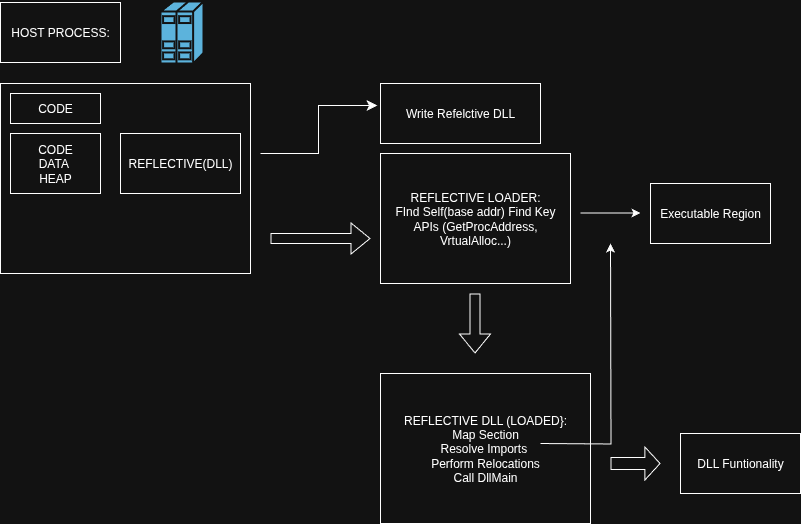 HOST PROCESS:
CODE
CODE
DATA
HEAP
REFLECTIVE(DLL)
Write Refelctive DLL
REFLECTIVE LOADER:
FInd Self(base addr) Find Key
APIs (GetProcAddress,
VrtualAlloc...)
Executable Region
REFLECTIVE DLL (LOADED}:
Map Section
Resolve Imports
Perform Relocations
Call DllMain
DLL Funtionality